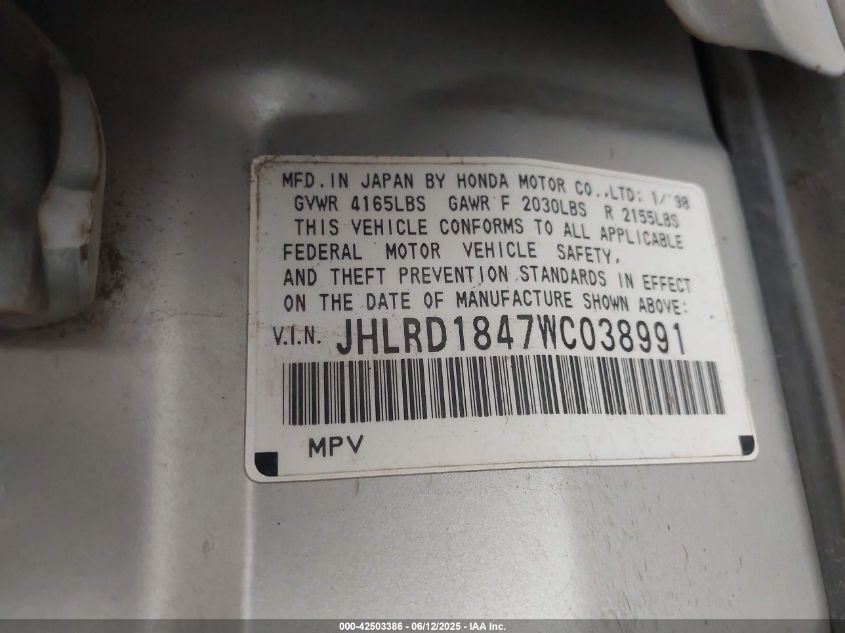 MFD. IN JAPAN BY HONDA MOTOR CO.,LTD: 1/'98
GVWR 4165LBS GAWR F 2030LBS R 2155LBS
THIS VEHICLE CONFORMS TO ALL APPLICABLE
FEDERAL MOTOR VEHICLE SAFETY,
AND THEFT PREVENTION STANDARDS IN EFFECT
ON THE DATE OF MANUFACTURE SHOWN ABOVE:
V.I.N. JHLRD1847WC038991
MPV
000-42503386 - 06/12/2025 - IAA Inc.